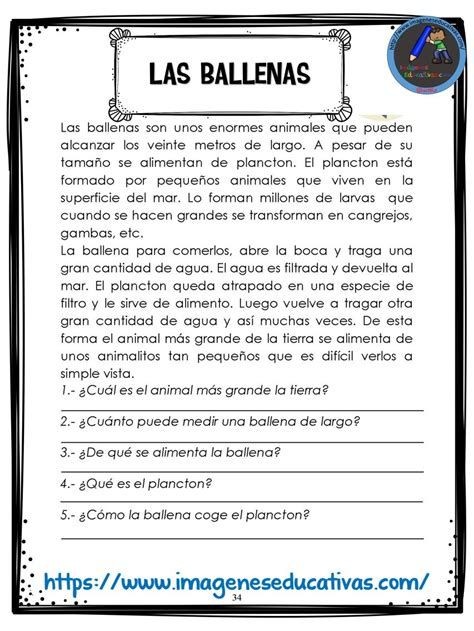 LAS BALLENAS
Las ballenas son unos enormes animales que pueden
alcanzar los veinte metros de largo. A pesar de su
tamaño se alimentan de plancton. El plancton está
formado por pequeños animales que viven en la
superficie del mar. Lo forman millones de larvas que
cuando se hacen grandes se transforman en cangrejos,
gambas, etc.
La ballena para comerlos, abre la boca y traga una
gran cantidad de agua. El agua es filtrada y devuelta al
mar. El plancton queda atrapado en una especie de
filtro y le sirve de alimento. Luego vuelve a tragar otra
gran cantidad de agua y así muchas veces. De esta
forma el animal más grande de la tierra se alimenta de
unos animalitos tan pequeños que es difícil verlos a
simple vista.
1.- ¿Cuál es el animal más grande la tierra?
2.- ¿Cuánto puede medir una ballena de largo?
3.- ¿De qué se alimenta la ballena?
4.- ¿Qué es el plancton?
5.- ¿Cómo la ballena coge el plancton?
https://www.imageneseducativas.com/
34